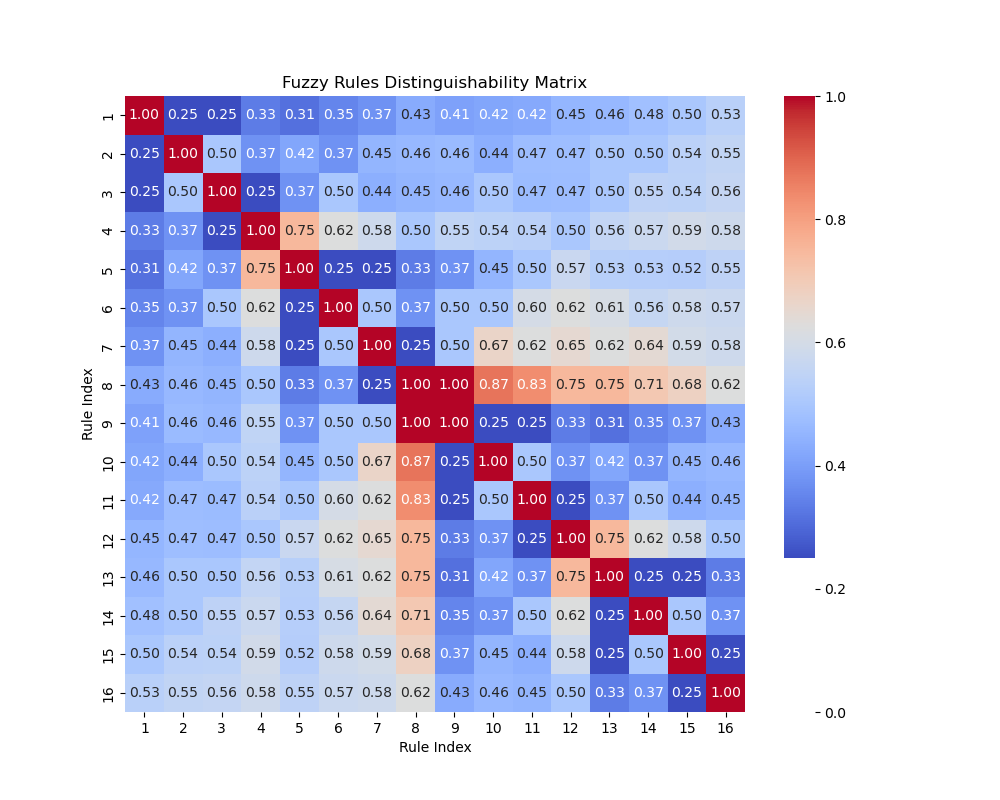 Fuzzy Rules Distinguishability Matrix
Rule Index
1 1.00 0.25 0.25 0.33 0.31 0.35 0.37 0.43 0.41 0.42 0.42 0.45 0.46 0.48 0.50 0.53
2 0.25 1.00 0.50 0.37 0.42 0.37 0.45 0.46 0.46 0.44 0.47 0.47 0.50 0.50 0.54 0.55
3 0.25 0.50 1.00 0.25 0.37 0.50 0.44 0.45 0.46 0.50 0.47 0.47 0.50 0.55 0.54 0.56
4 0.33 0.37 0.25 1.00 0.75 0.62 0.58 0.50 0.55 0.54 0.54 0.50 0.56 0.57 0.59 0.58
5 0.31 0.42 0.37 0.75 1.00 0.25 0.25 0.33 0.37 0.45 0.50 0.57 0.53 0.53 0.52 0.55
6 0.35 0.37 0.50 0.62 0.25 1.00 0.50 0.37 0.50 0.50 0.60 0.62 0.61 0.56 0.58 0.57
7 0.37 0.45 0.44 0.58 0.25 0.50 1.00 0.25 0.50 0.67 0.62 0.65 0.62 0.64 0.59 0.58
8 0.43 0.46 0.45 0.50 0.33 0.37 0.25 1.00 1.00 0.87 0.83 0.75 0.75 0.71 0.68 0.62
9 0.41 0.46 0.46 0.55 0.37 0.50 0.50 1.00 1.00 0.25 0.25 0.33 0.31 0.35 0.37 0.43
10 0.42 0.44 0.50 0.54 0.45 0.50 0.67 0.87 0.25 1.00 0.50 0.37 0.42 0.37 0.45 0.46
11 0.42 0.47 0.47 0.54 0.50 0.60 0.62 0.83 0.25 0.50 1.00 0.25 0.37 0.50 0.44 0.45
12 0.45 0.47 0.47 0.50 0.57 0.62 0.65 0.75 0.33 0.37 0.25 1.00 0.75 0.62 0.58 0.50
13 0.46 0.50 0.50 0.56 0.53 0.61 0.62 0.75 0.31 0.42 0.37 0.75 1.00 0.25 0.25 0.33
14 0.48 0.50 0.55 0.57 0.53 0.56 0.64 0.71 0.35 0.37 0.50 0.62 0.25 1.00 0.50 0.37
15 0.50 0.54 0.54 0.59 0.52 0.58 0.59 0.68 0.37 0.45 0.44 0.58 0.25 0.50 1.00 0.25
16 0.53 0.55 0.56 0.58 0.55 0.57 0.58 0.62 0.43 0.46 0.45 0.50 0.33 0.37 0.25 1.00
1 2 3 4 5 6 7 8 9 10 11 12 13 14 15 16
Rule Index
1.0
0.8
0.6
0.4
0.2
0.0